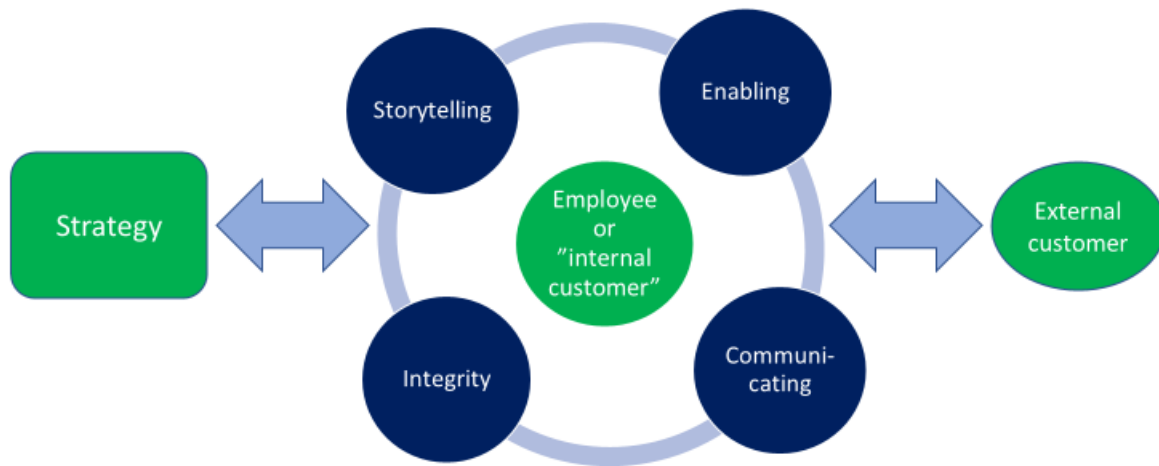 Strategy
Storytelling
Enabling
Employee
or
”internal
customer”
Integrity
Communi-
cating
External
customer